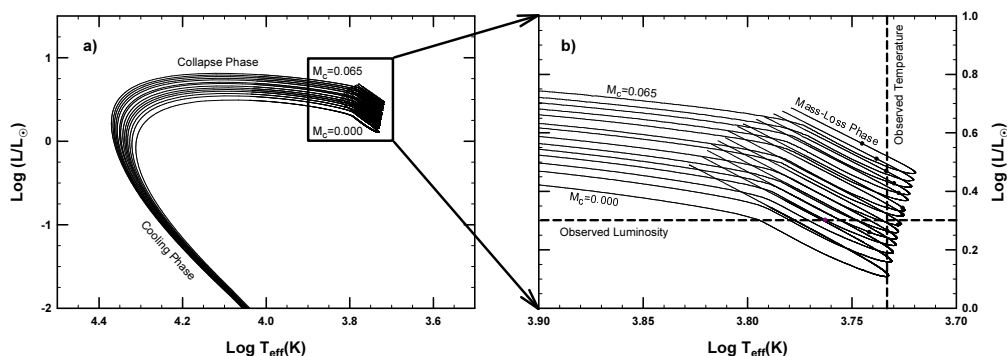 a)
Collapse Phase
M_c=0.065
M_c=0.000
Cooling Phase
Log (L/L☉)
1
0
-1
-2
4.4
4.2
4.0
3.8
3.6
Log T_eff(K)
b)
M_c=0.065
Mass-Loss Phase
Observed Temperature
M_c=0.000
Observed Luminosity
1.0
0.8
0.6
0.4
0.2
0.0
Log (L/L☉)
3.90
3.85
3.80
3.75
3.70
Log T_eff(K)